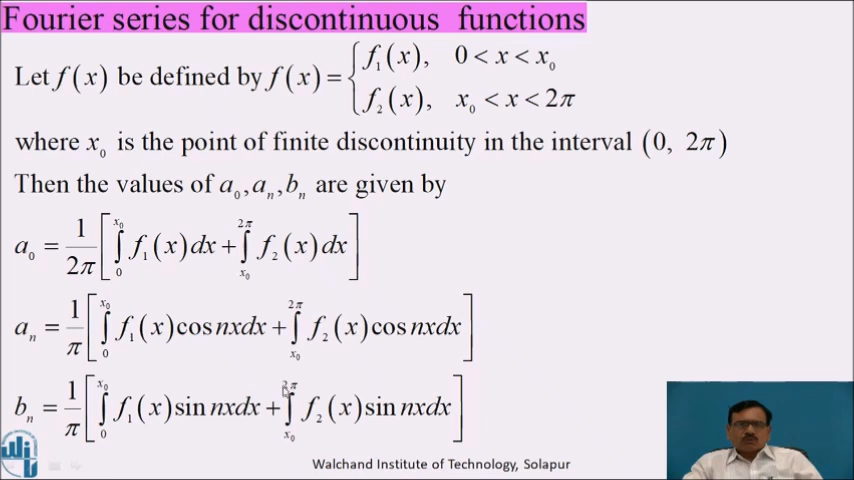 Fourier series for discontinuous functions
Let f(x) be defined by f(x) = { f₁(x), 0 < x < x₀
f₂(x), x₀ < x < 2π
where x₀ is the point of finite discontinuity in the interval (0, 2π)
Then the values of a₀, aₙ, bₙ are given by
a₀ = 1/2π [ ∫₀^x₀ f₁(x)dx + ∫_x₀^2π f₂(x)dx ]
aₙ = 1/π [ ∫₀^x₀ f₁(x)cos nxdx + ∫_x₀^2π f₂(x)cos nxdx ]
bₙ = 1/π [ ∫₀^x₀ f₁(x)sin nxdx + ∫_x₀^2π f₂(x)sin nxdx ]
Walchand Institute of Technology, Solapur